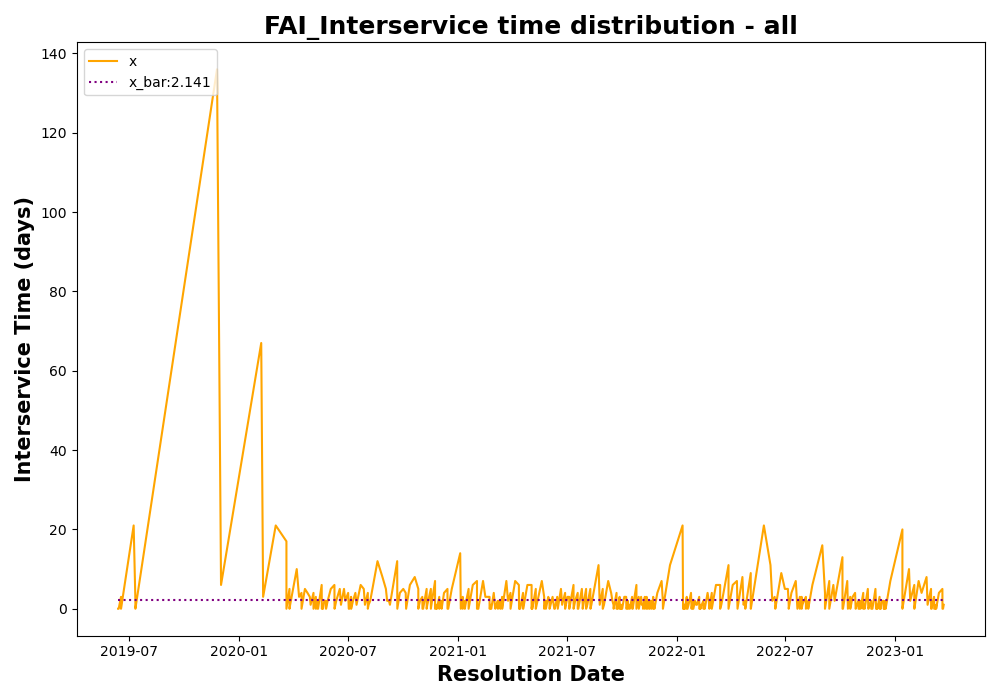 FAI_Interservice time distribution - all
x
x_bar:2.141
Interservice Time (days)
140
120
100
80
60
40
20
0
2019-07 2020-01 2020-07 2021-01 2021-07 2022-01 2022-07 2023-01
Resolution Date